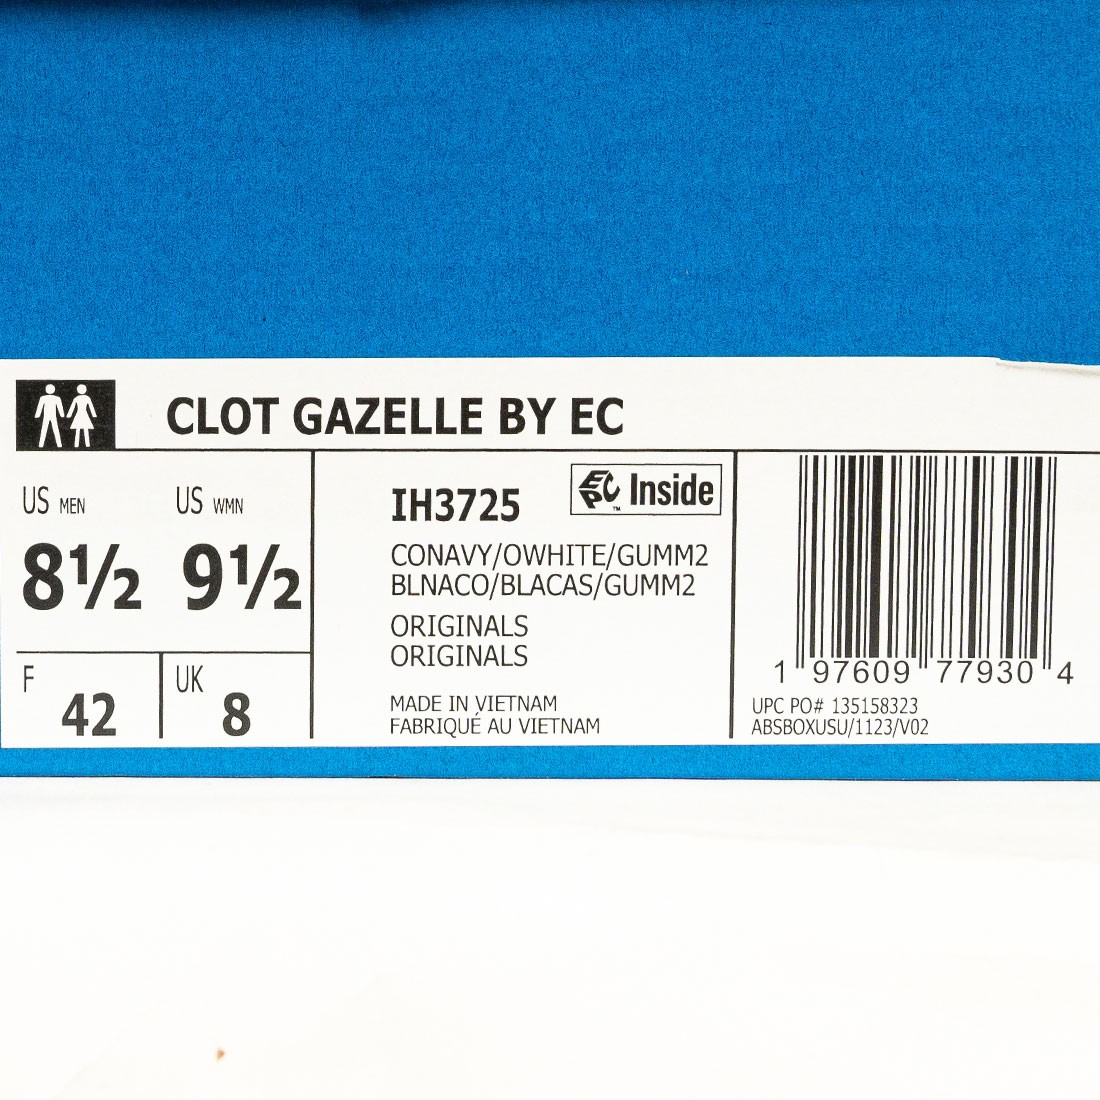 CLOT GAZELLE BY EC
US MEN
8½
US WMN
9½
F
42
UK
8
IH3725
EPC™ Inside
CONAVY/OWHITE/GUMM2
BLNACO/BLACAS/GUMM2
ORIGINALS
ORIGINALS
MADE IN VIETNAM
FABRIQUÉ AU VIETNAM
1 97609 77930 4
UPC PO# 135158323
ABSBOXUSU/1123/V02